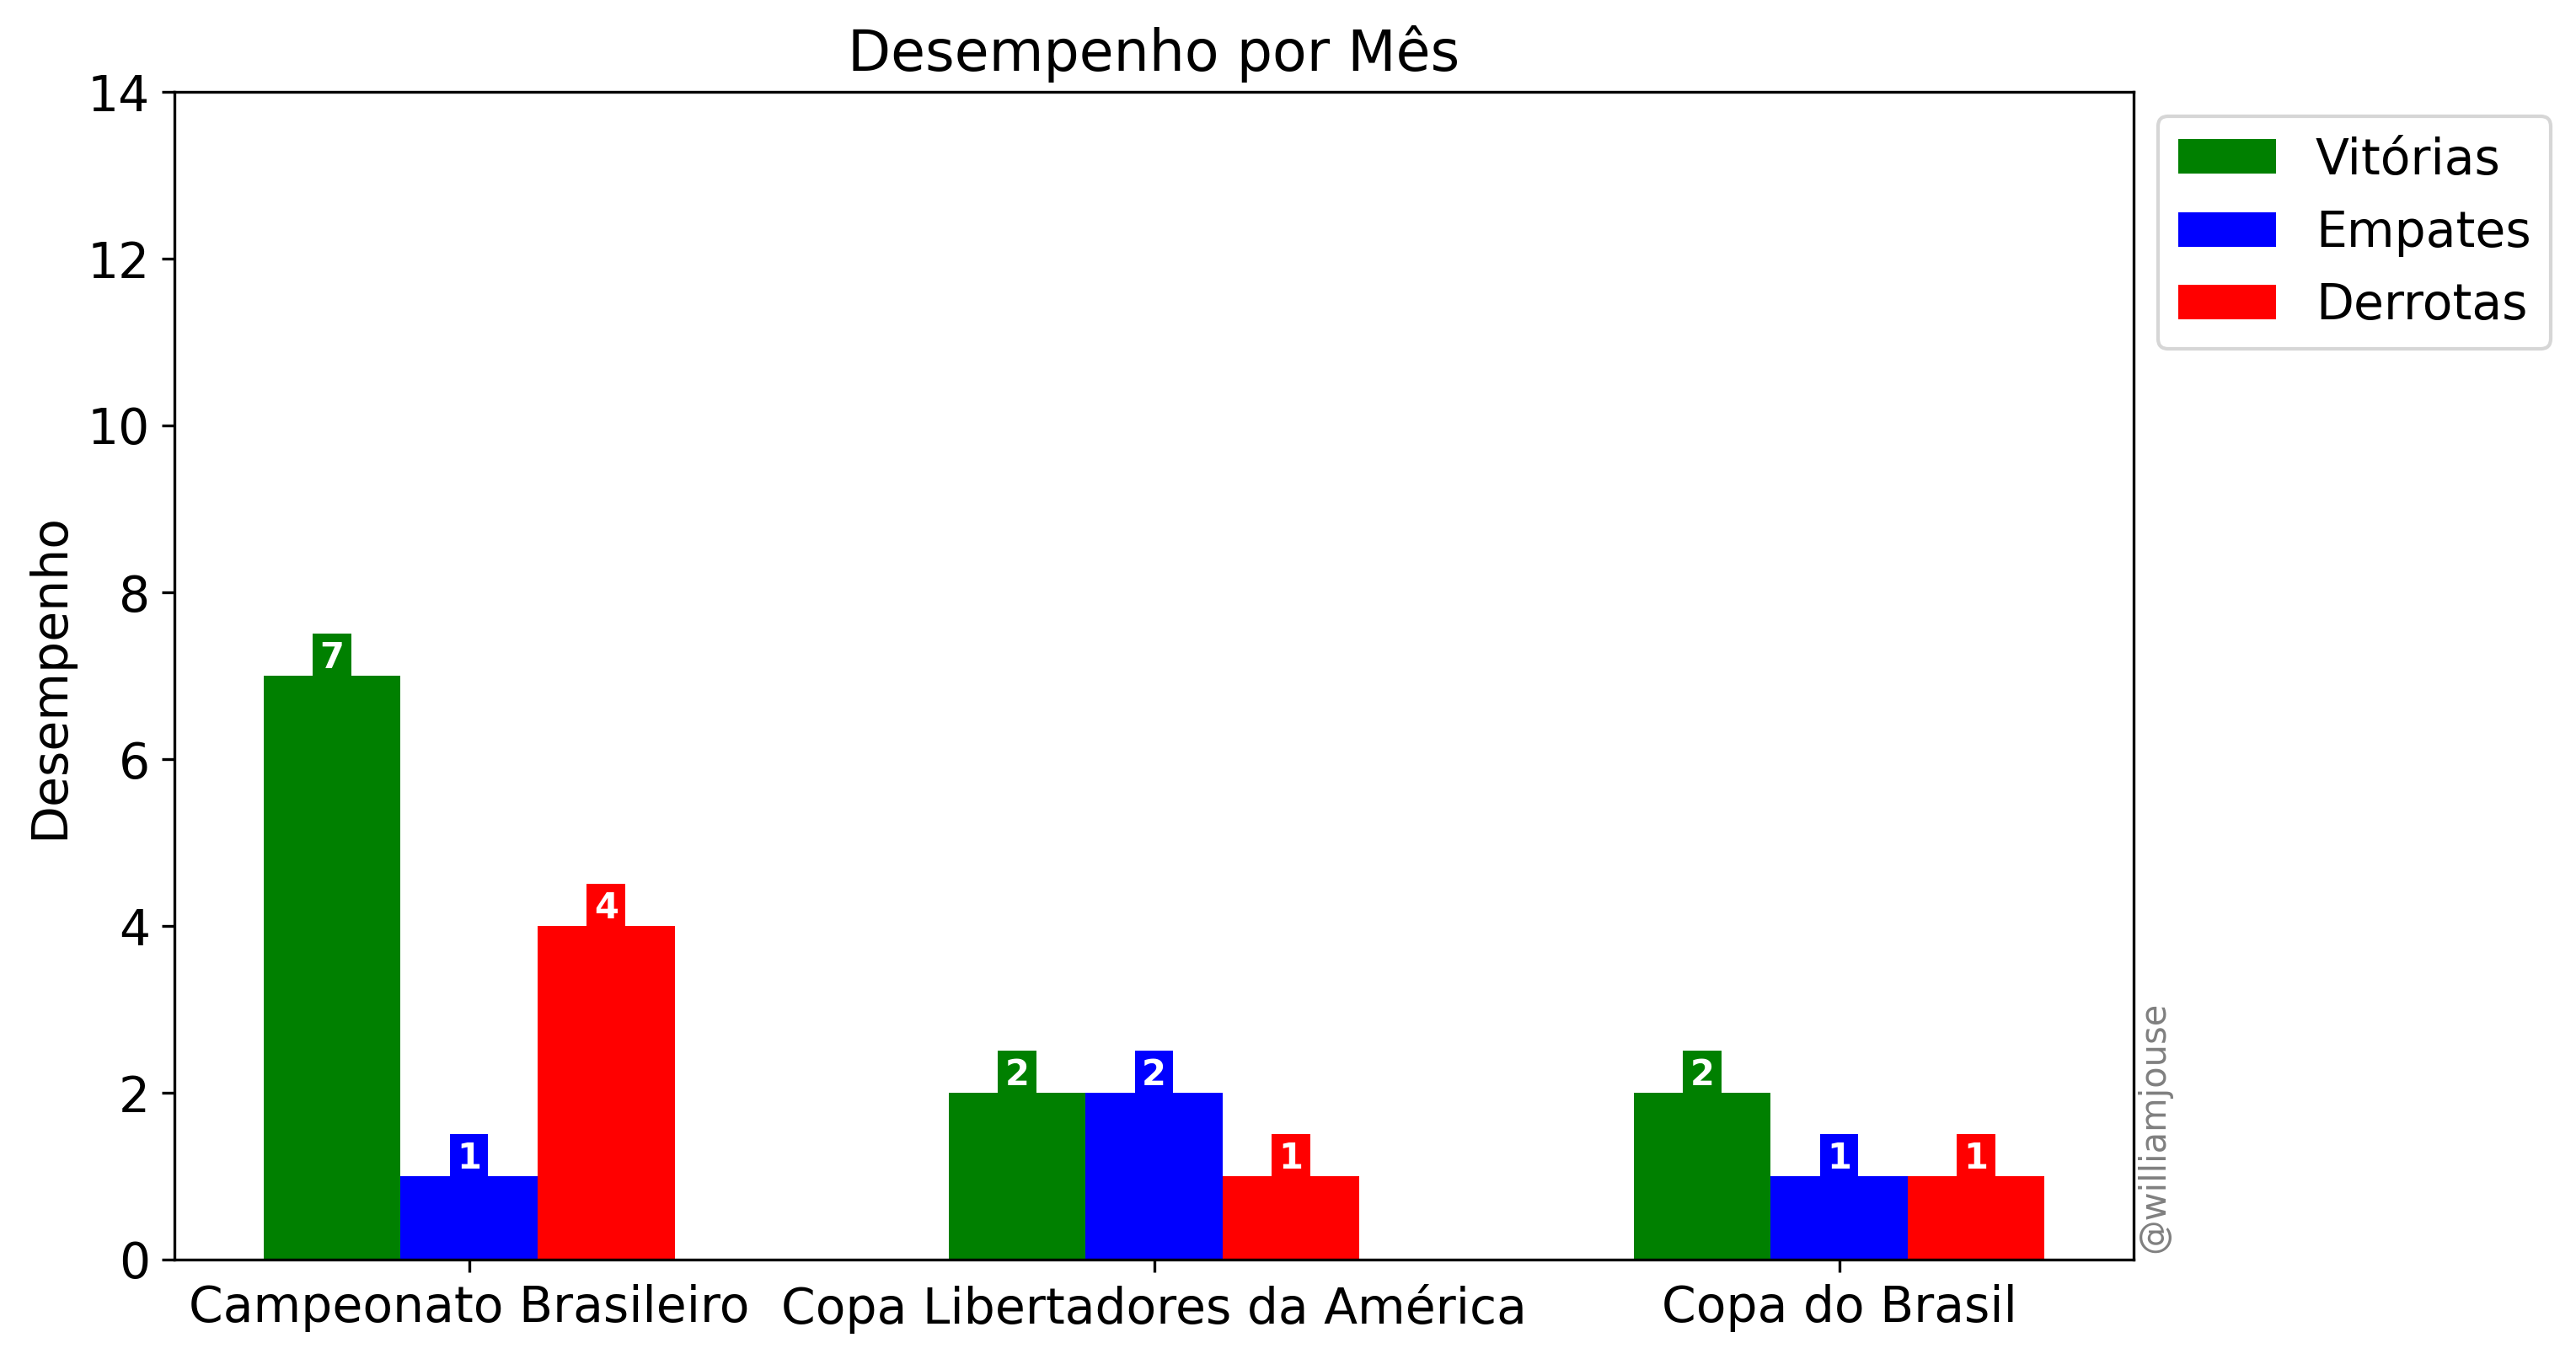 Desempenho por Mês
14
12
10
8
6
4
2
0
Desempenho
7
1
4
2
2
1
2
1
1
Campeonato Brasileiro
Copa Libertadores da América
Copa do Brasil
Vitórias
Empates
Derrotas
@williamjouse